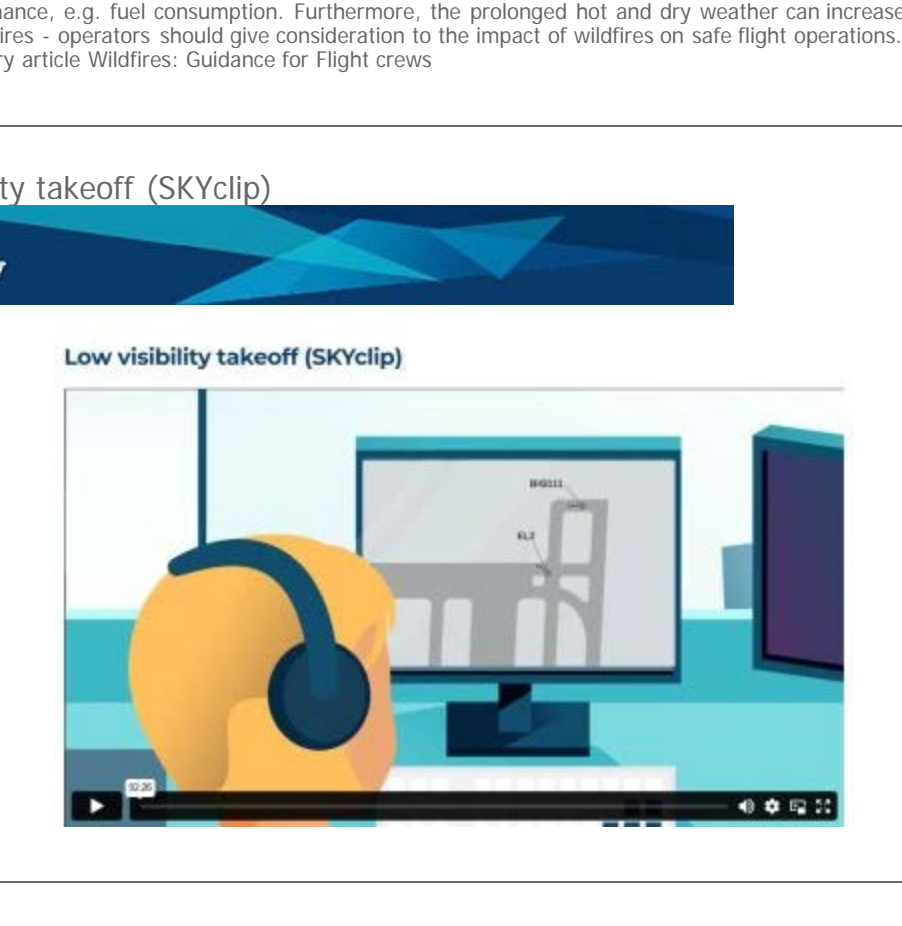 nance, e.g. fuel consumption. Furthermore, the prolonged hot and dry weather can increase
ires - operators should give consideration to the impact of wildfires on safe flight operations.
ry article Wildfires: Guidance for Flight crews
ty takeoff (SKYclip)
y
Low visibility takeoff (SKYclip)
6L2
02:26